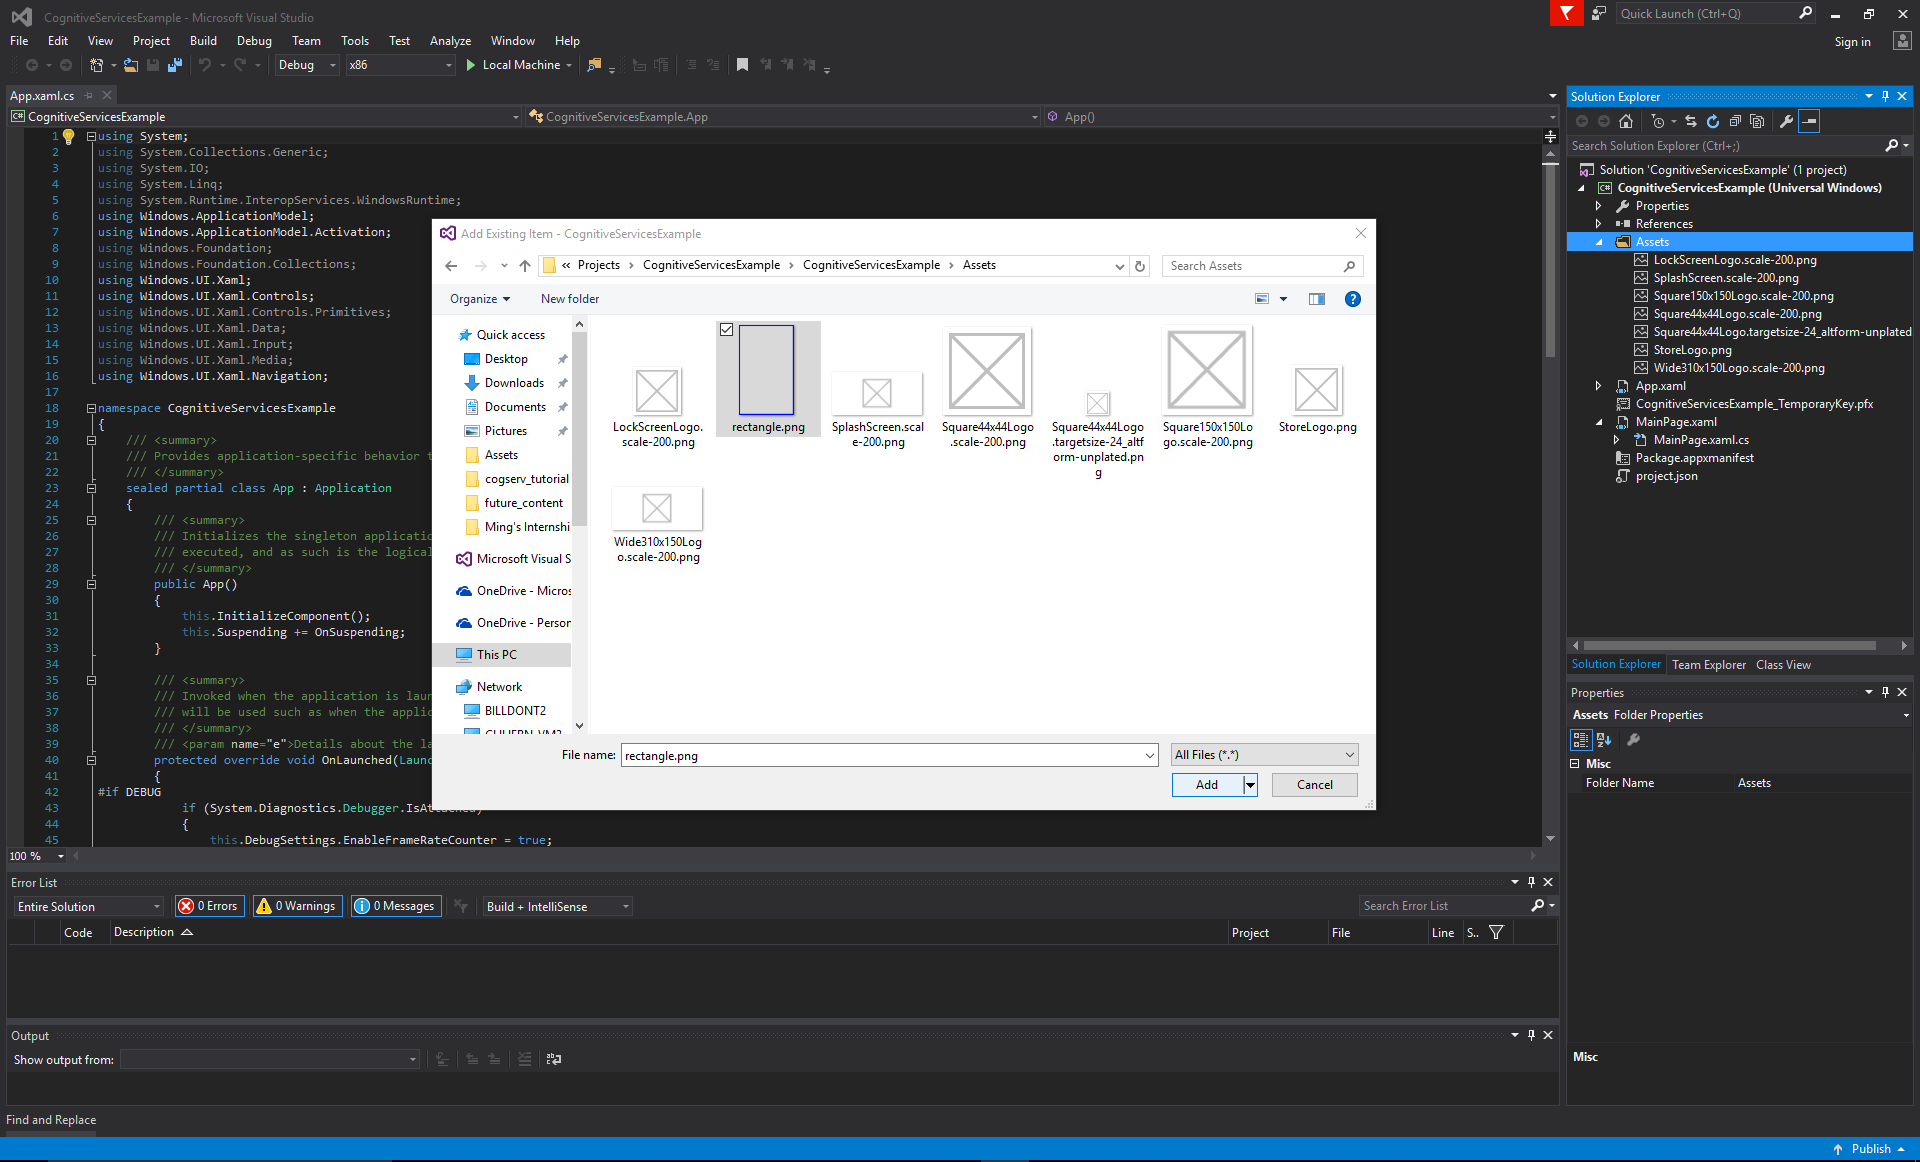 CognitiveServicesExample - Microsoft Visual Studio
Quick Launch (Ctrl+Q)
File Edit View Project Build Debug Team Tools Test Analyze Window Help
Sign in
Debug x86 Local Machine
App.xaml.cs
CognitiveServicesExample CognitiveServicesExample.App App()
1 using System;
2 using System.Collections.Generic;
3 using System.IO;
4 using System.Linq;
5 using System.Runtime.InteropServices.WindowsRuntime;
6 using Windows.ApplicationModel;
7 using Windows.ApplicationModel.Activation;
8 using Windows.Foundation;
9 using Windows.Foundation.Collections;
10 using Windows.UI.Xaml;
11 using Windows.UI.Xaml.Controls;
12 using Windows.UI.Xaml.Controls.Primitives;
13 using Windows.UI.Xaml.Data;
14 using Windows.UI.Xaml.Input;
15 using Windows.UI.Xaml.Media;
16 using Windows.UI.Xaml.Navigation;
17
18 namespace CognitiveServicesExample
19 {
20 /// <summary>
21 /// Provides application-specific behavior t
22 /// </summary>
23 sealed partial class App : Application
24 {
25 /// <summary>
26 /// Initializes the singleton applicatio
27 /// executed, and as such is the logical
28 /// </summary>
29 public App()
30 {
31 this.InitializeComponent();
32 this.Suspending += OnSuspending;
33 }
34
35 /// <summary>
36 /// Invoked when the application is laun
37 /// will be used such as when the applic
38 /// </summary>
39 /// <param name="e">Details about the la
40 protected override void OnLaunched(Launc
41 {
42 #if DEBUG
43 if (System.Diagnostics.Debugger.IsAttached)
44 {
45 this.DebugSettings.EnableFrameRateCounter = true;
100 %
Add Existing Item - CognitiveServicesExample
« Projects › CognitiveServicesExample › CognitiveServicesExample › Assets
Search Assets
Organize New folder
Quick access
Desktop
Downloads
Documents
Pictures
Assets
cogserv_tutorial
future_content
Ming's Internshi
Microsoft Visual S
OneDrive - Micros
OneDrive - Person
This PC
Network
BILLDONT2
LockScreenLogo.
scale-200.png
rectangle.png
SplashScreen.scal
e-200.png
Square44x44Logo
.scale-200.png
Square44x44Logo
.targetsize-24_altf
orm-unplated.pn
g
Square150x150Lo
go.scale-200.png
StoreLogo.png
Wide310x150Log
o.scale-200.png
File name: rectangle.png All Files (*.*)
Add Cancel
Solution Explorer
Search Solution Explorer (Ctrl+;)
Solution 'CognitiveServicesExample' (1 project)
CognitiveServicesExample (Universal Windows)
Properties
References
Assets
LockScreenLogo.scale-200.png
SplashScreen.scale-200.png
Square150x150Logo.scale-200.png
Square44x44Logo.scale-200.png
Square44x44Logo.targetsize-24_altform-unplated
StoreLogo.png
Wide310x150Logo.scale-200.png
App.xaml
CognitiveServicesExample_TemporaryKey.pfx
MainPage.xaml
MainPage.xaml.cs
Package.appxmanifest
project.json
Solution Explorer Team Explorer Class View
Properties
Assets Folder Properties
Misc
Folder Name Assets
Misc
Error List
Entire Solution 0 Errors 0 Warnings 0 Messages Build + IntelliSense Search Error List
Code Description Project File Line S..
Output
Show output from:
Find and Replace
Publish